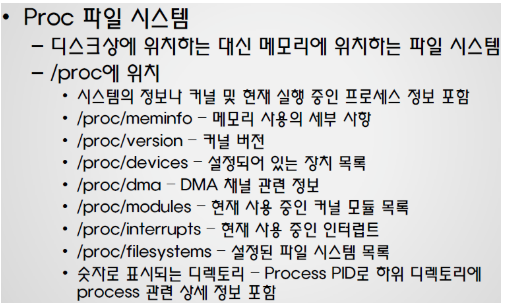 • Proc 파일 시스템
– 디스크상에 위치하는 대신 메모리에 위치하는 파일 시스템
– /proc에 위치
• 시스템의 정보나 커널 및 현재 실행 중인 프로세스 정보 포함
• /proc/meminfo – 메모리 사용의 세부 사항
• /proc/version – 커널 버전
• /proc/devices – 설정되어 있는 장치 목록
• /proc/dma – DMA 채널 관련 정보
• /proc/modules – 현재 사용 중인 커널 모듈 목록
• /proc/interrupts – 현재 사용 중인 인터럽트
• /proc/filesystems – 설정된 파일 시스템 목록
• 숫자로 표시되는 디렉토리 – Process PID로 하위 디렉토리에
process 관련 상세 정보 포함